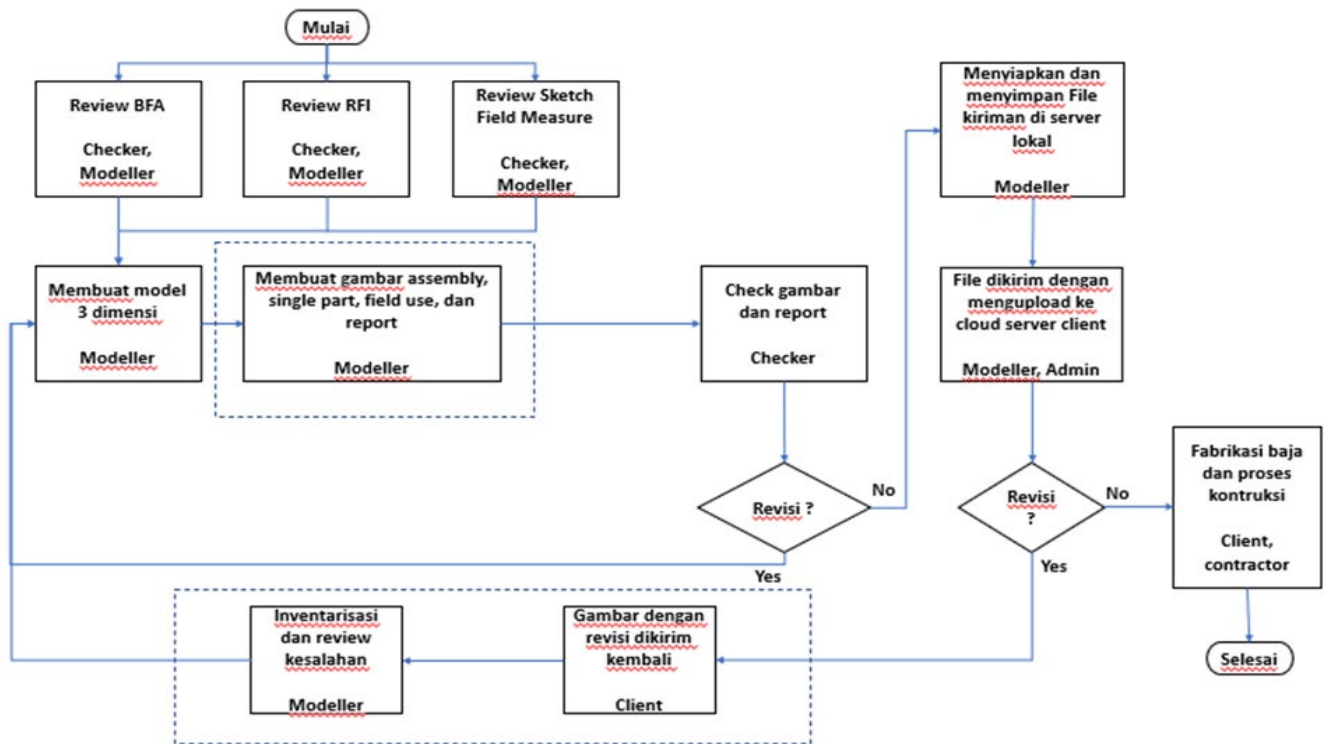 Mulai
Review BFA
Checker,
Modeller
Review RFI
Checker,
Modeller
Review Sketch
Field Measure
Checker,
Modeller
Membuat model
3 dimensi
Modeller
Membuat gambar assembly,
single part, field use, dan
report
Modeller
Check gambar
dan report
Checker
Revisi ?
No
Yes
Menyiapkan dan
menyimpan File
kiriman di server
lokal
Modeller
File dikirim dengan
mengupload ke
cloud server client
Modeller, Admin
Revisi
?
No
Yes
Fabrikasi baja
dan proses
kontruksi
Client,
contractor
Selesai
Gambar dengan
revisi dikirim
kembali
Client
Inventarisasi
dan review
kesalahan
Modeller